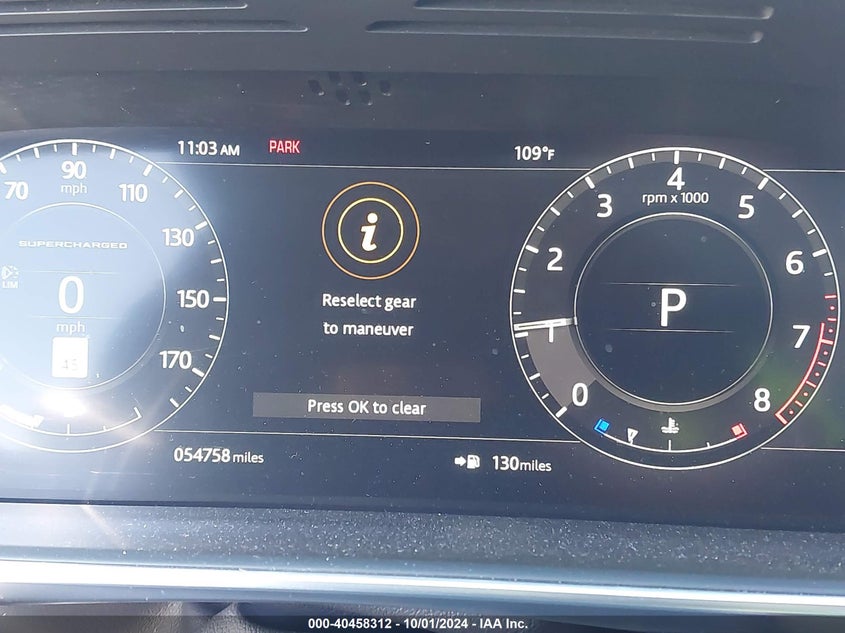 11:03 AM PARK 109°F
70 90 mph 110 130 150 170
SUPERCHARGED
LIM
0
mph
45
i
Reselect gear
to maneuver
Press OK to clear
054758 miles
130 miles
0 1 2 3 4 5 6 7 8
rpm x 1000
P
000-40458312 - 10/01/2024 - IAA Inc.